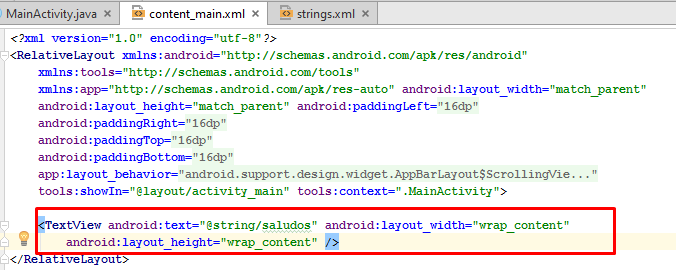 MainActivity.java content_main.xml strings.xml
<?xml version="1.0" encoding="utf-8"?>
<RelativeLayout xmlns:android="http://schemas.android.com/apk/res/android"
xmlns:tools="http://schemas.android.com/tools"
xmlns:app="http://schemas.android.com/apk/res-auto" android:layout_width="match_parent"
android:layout_height="match_parent" android:paddingLeft="16dp"
android:paddingRight="16dp"
android:paddingTop="16dp"
android:paddingBottom="16dp"
app:layout_behavior="android.support.design.widget.AppBarLayout$ScrollingVie..."
tools:showIn="@layout/activity_main" tools:context=".MainActivity">
<TextView android:text="@string/saludos" android:layout_width="wrap_content"
android:layout_height="wrap_content" />
</RelativeLayout>